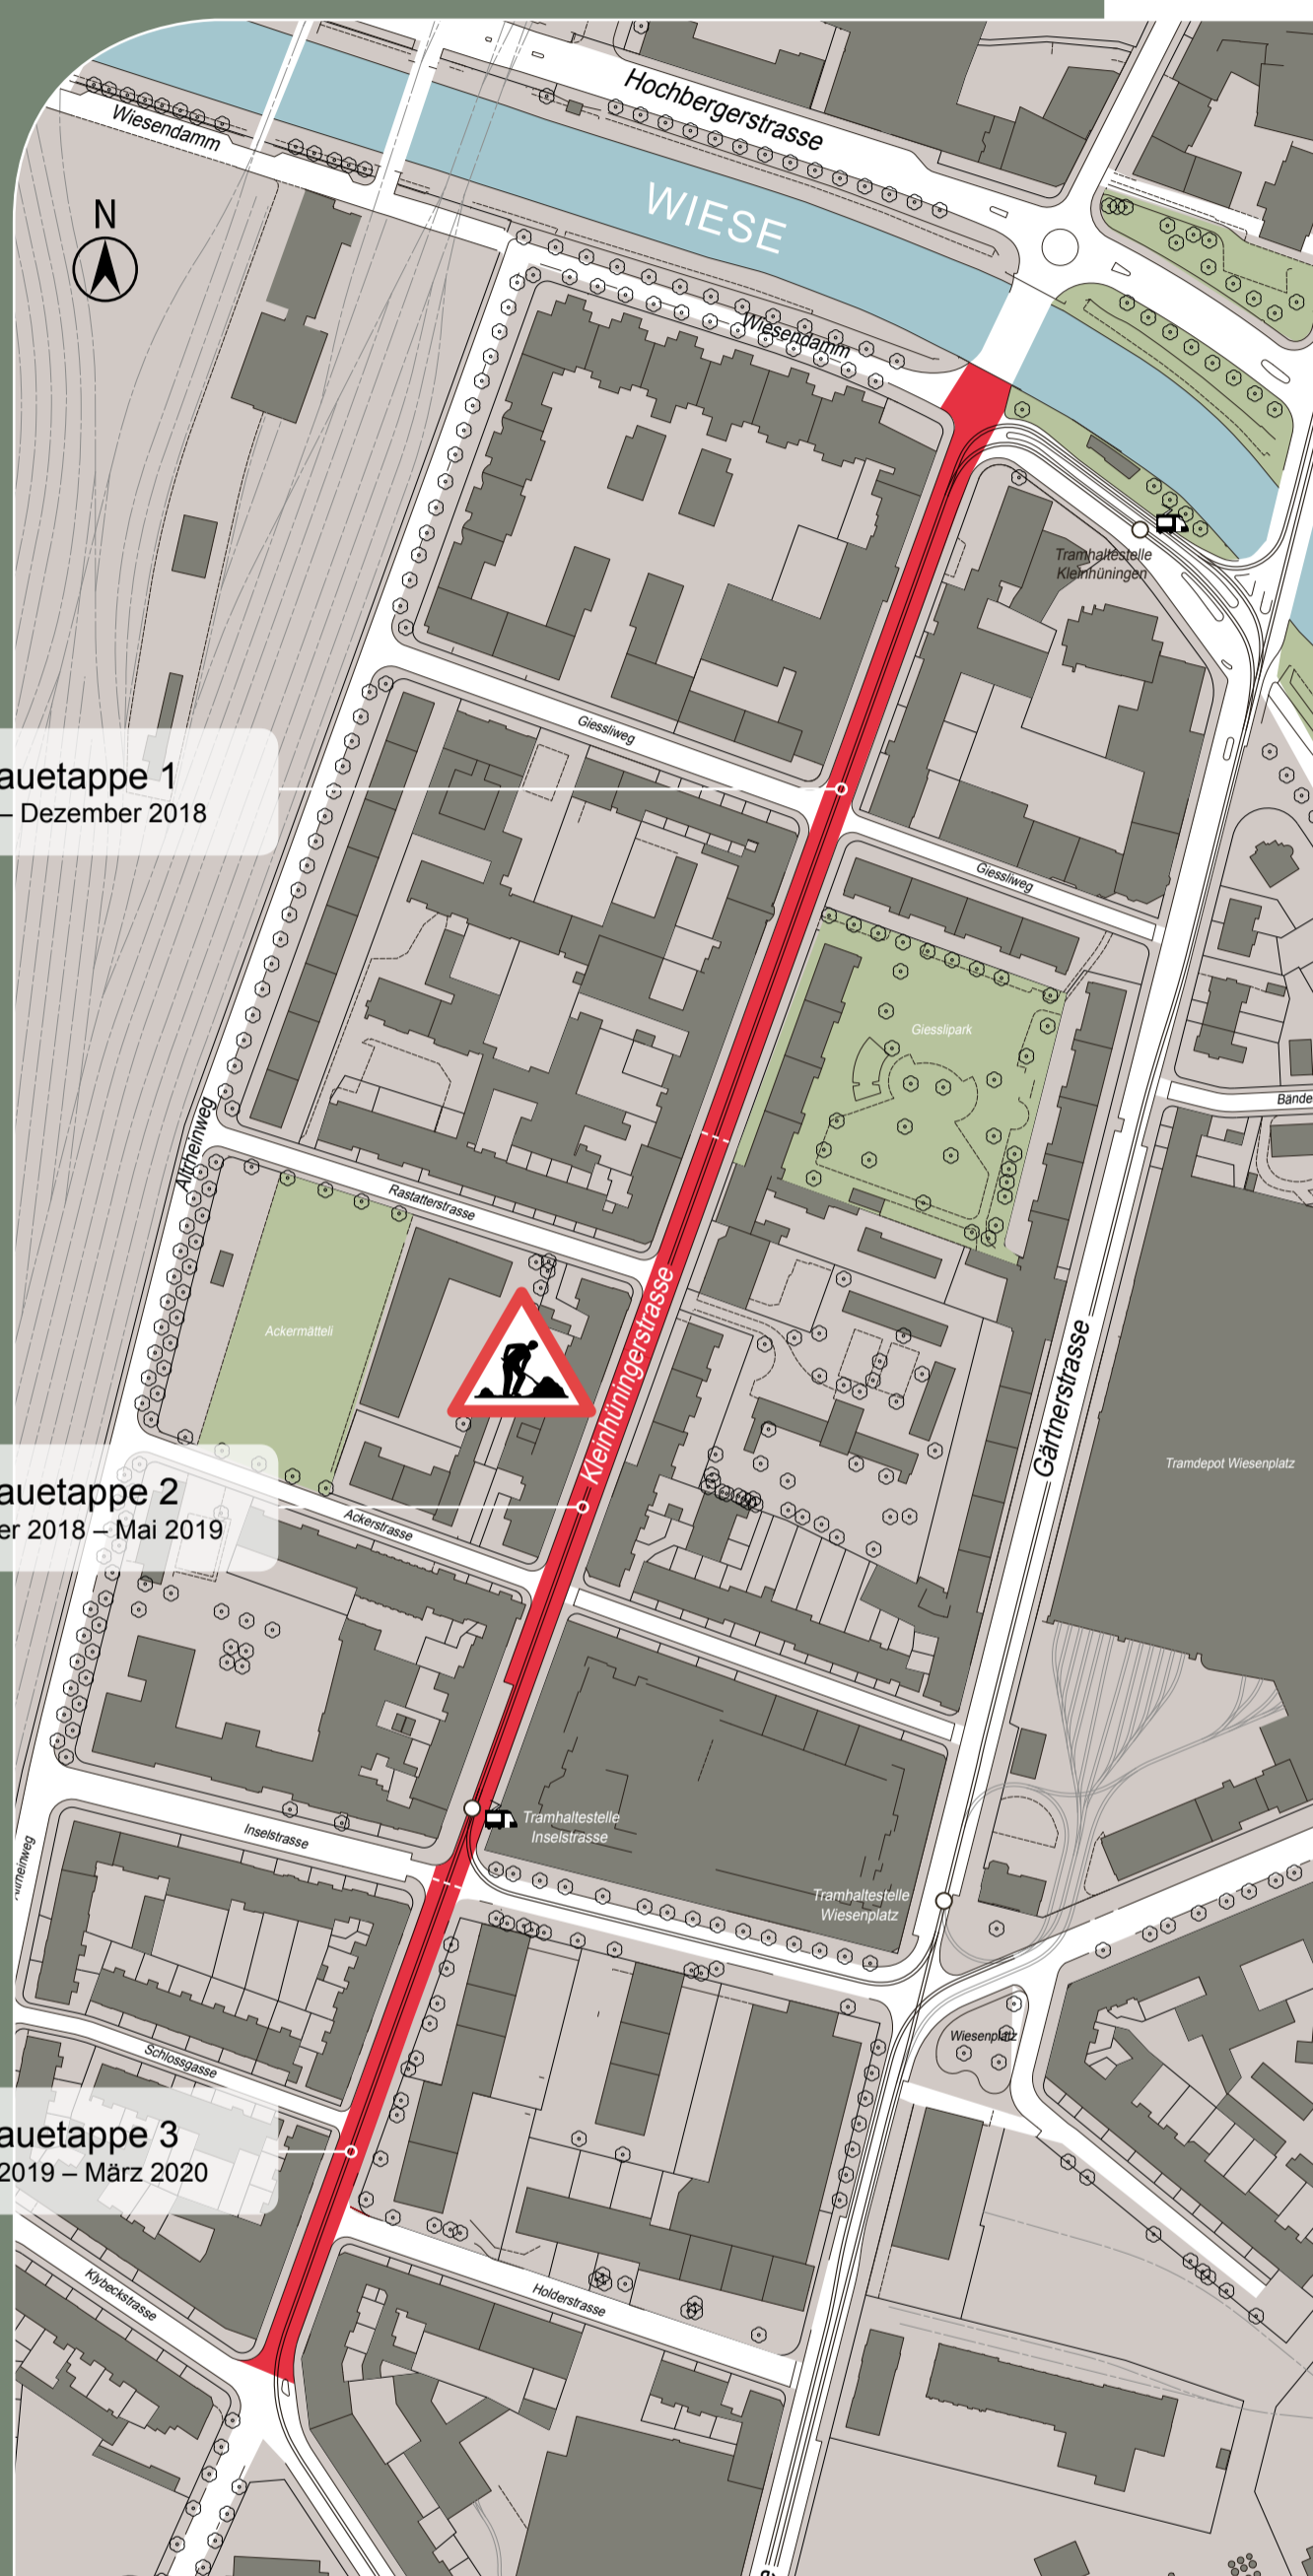 Hochbergerstrasse
Wiesendamm
WIESE
N
Wiesendamm
Tramhaltestelle
Kleinhüningen
Giessliweg
auetappe 1
– Dezember 2018
Giessliweg
Giesslipark
Bände
Altrheinweg
Rastatterstrasse
Kleinhüningerstrasse
Ackermätteli
Gärtnerstrasse
Tramdepot Wiesenplatz
auetappe 2
er 2018 – Mai 2019
Ackerstrasse
Tramhaltestelle
Inselstrasse
Inselstrasse
Altrheinweg
Tramhaltestelle
Wiesenplatz
Wiesenplatz
Schlossgasse
auetappe 3
2019 – März 2020
Klybeckstrasse
Holderstrasse